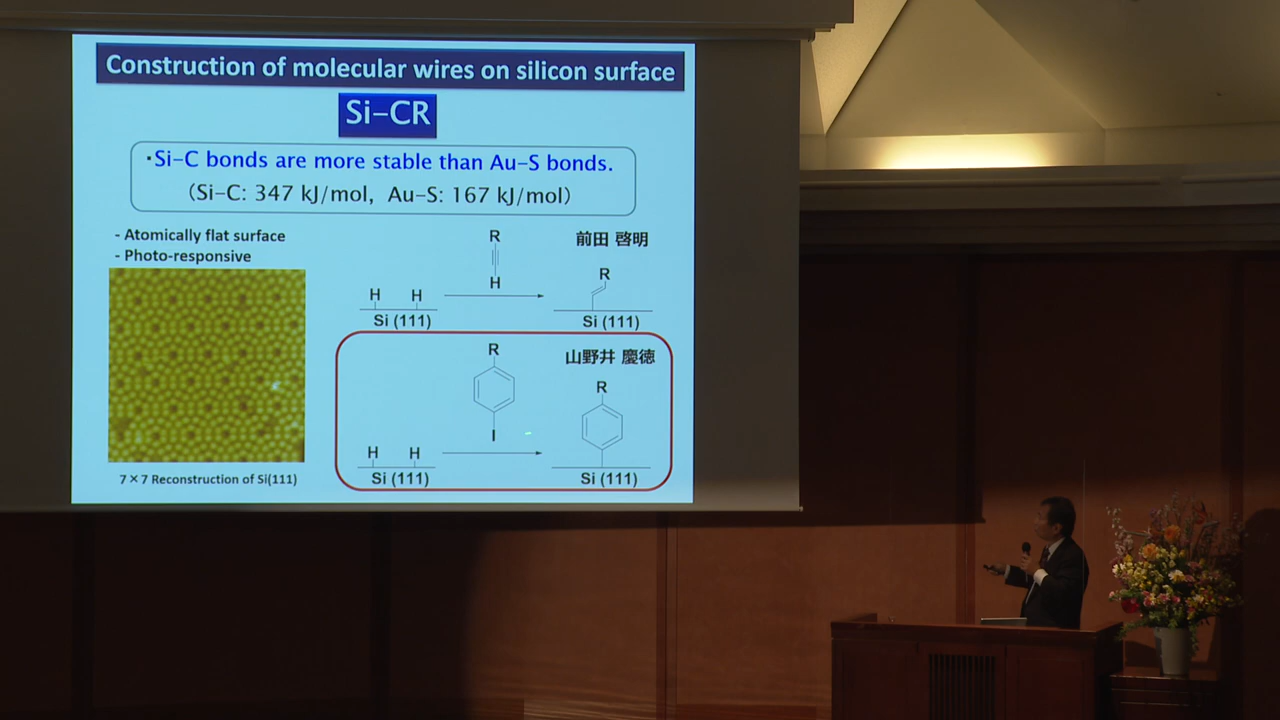 Construction of molecular wires on silicon surface
Si-CR
・Si-C bonds are more stable than Au-S bonds.
(Si-C: 347 kJ/mol, Au-S: 167 kJ/mol)
- Atomically flat surface
- Photo-responsive
7×7 Reconstruction of Si(111)
R
H
前田 啓明
R
H H
Si (111)
Si (111)
R
I
山野井 慶徳
R
H H
Si (111)
Si (111)